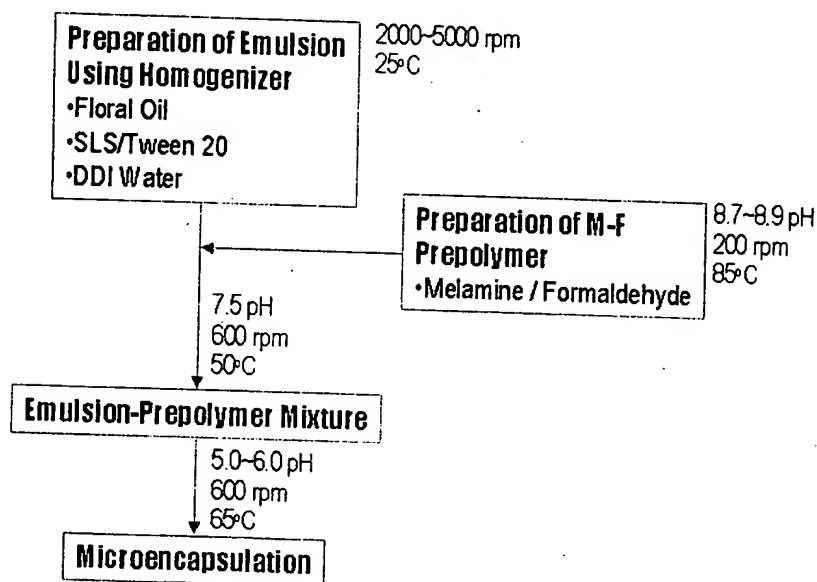 Preparation of Emulsion
Using Homogenizer
•Floral Oil
•SLS/Tween 20
•DDI Water
2000~5000 rpm
25°C
Preparation of M-F
Prepolymer
•Melamine / Formaldehyde
8.7~8.9 pH
200 rpm
85°C
7.5 pH
600 rpm
50°C
Emulsion-Prepolymer Mixture
5.0~6.0 pH
600 rpm
65°C
Microencapsulation